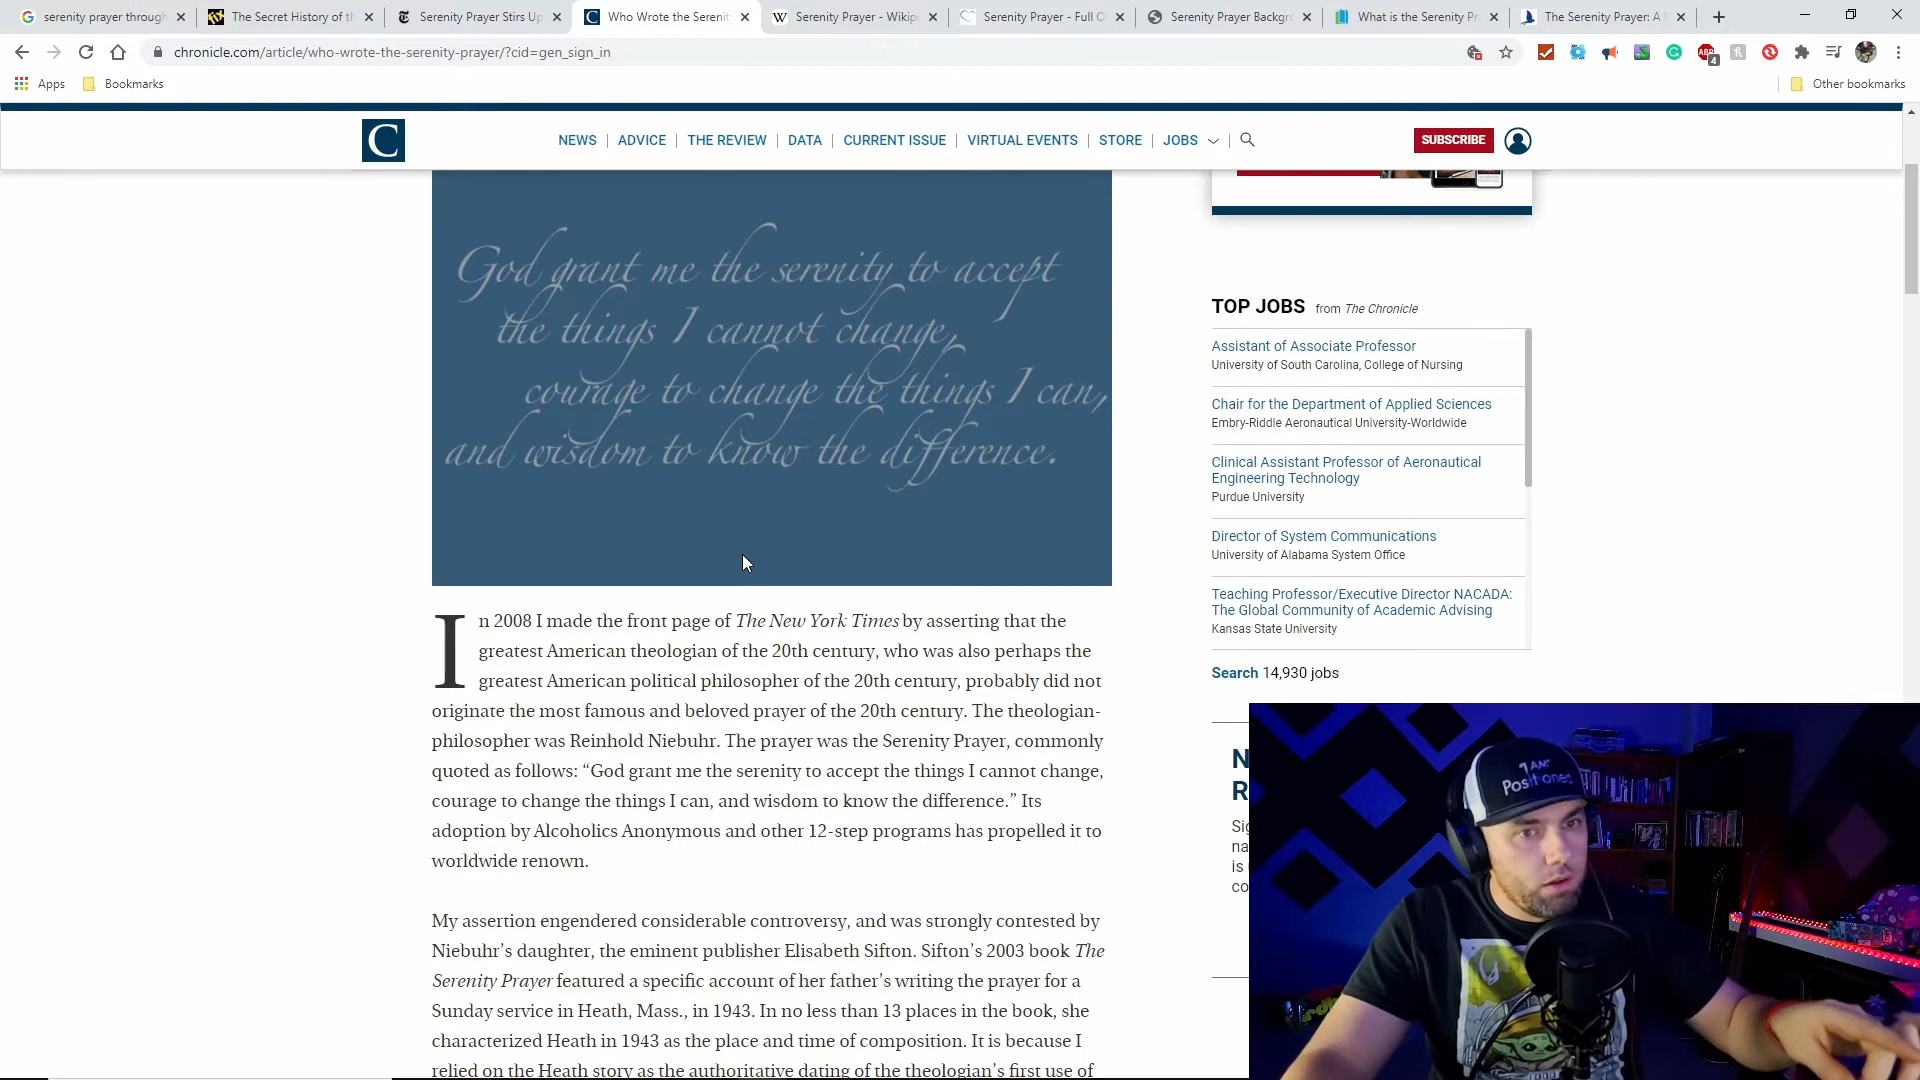 serenity prayer through
The Secret History of th
Serenity Prayer Stirs Up
Who Wrote the Serenit
Serenity Prayer - Wikipe
Serenity Prayer - Full C
Serenity Prayer Backgro
What is the Serenity Pr
The Serenity Prayer: A B
chronicle.com/article/who-wrote-the-serenity-prayer/?cid=gen_sign_in
ABP
4
Apps
Bookmarks
Other bookmarks
C
NEWS
ADVICE
THE REVIEW
DATA
CURRENT ISSUE
VIRTUAL EVENTS
STORE
JOBS
SUBSCRIBE
God grant me the serenity to accept
the things I cannot change,
courage to change the things I can,
and wisdom to know the difference.
In 2008 I made the front page of The New York Times by asserting that the
greatest American theologian of the 20th century, who was also perhaps the
greatest American political philosopher of the 20th century, probably did not
originate the most famous and beloved prayer of the 20th century. The theologian-
philosopher was Reinhold Niebuhr. The prayer was the Serenity Prayer, commonly
quoted as follows: “God grant me the serenity to accept the things I cannot change,
courage to change the things I can, and wisdom to know the difference.” Its
adoption by Alcoholics Anonymous and other 12-step programs has propelled it to
worldwide renown.
My assertion engendered considerable controversy, and was strongly contested by
Niebuhr’s daughter, the eminent publisher Elisabeth Sifton. Sifton’s 2003 book The
Serenity Prayer featured a specific account of her father’s writing the prayer for a
Sunday service in Heath, Mass., in 1943. In no less than 13 places in the book, she
characterized Heath in 1943 as the place and time of composition. It is because I
relied on the Heath story as the authoritative dating of the theologian’s first use of
TOP JOBS from The Chronicle
Assistant of Associate Professor
University of South Carolina, College of Nursing
Chair for the Department of Applied Sciences
Embry-Riddle Aeronautical University-Worldwide
Clinical Assistant Professor of Aeronautical
Engineering Technology
Purdue University
Director of System Communications
University of Alabama System Office
Teaching Professor/Executive Director NACADA:
The Global Community of Academic Advising
Kansas State University
Search 14,930 jobs
N
R
Sig
na
is
co
I AM
Positioned